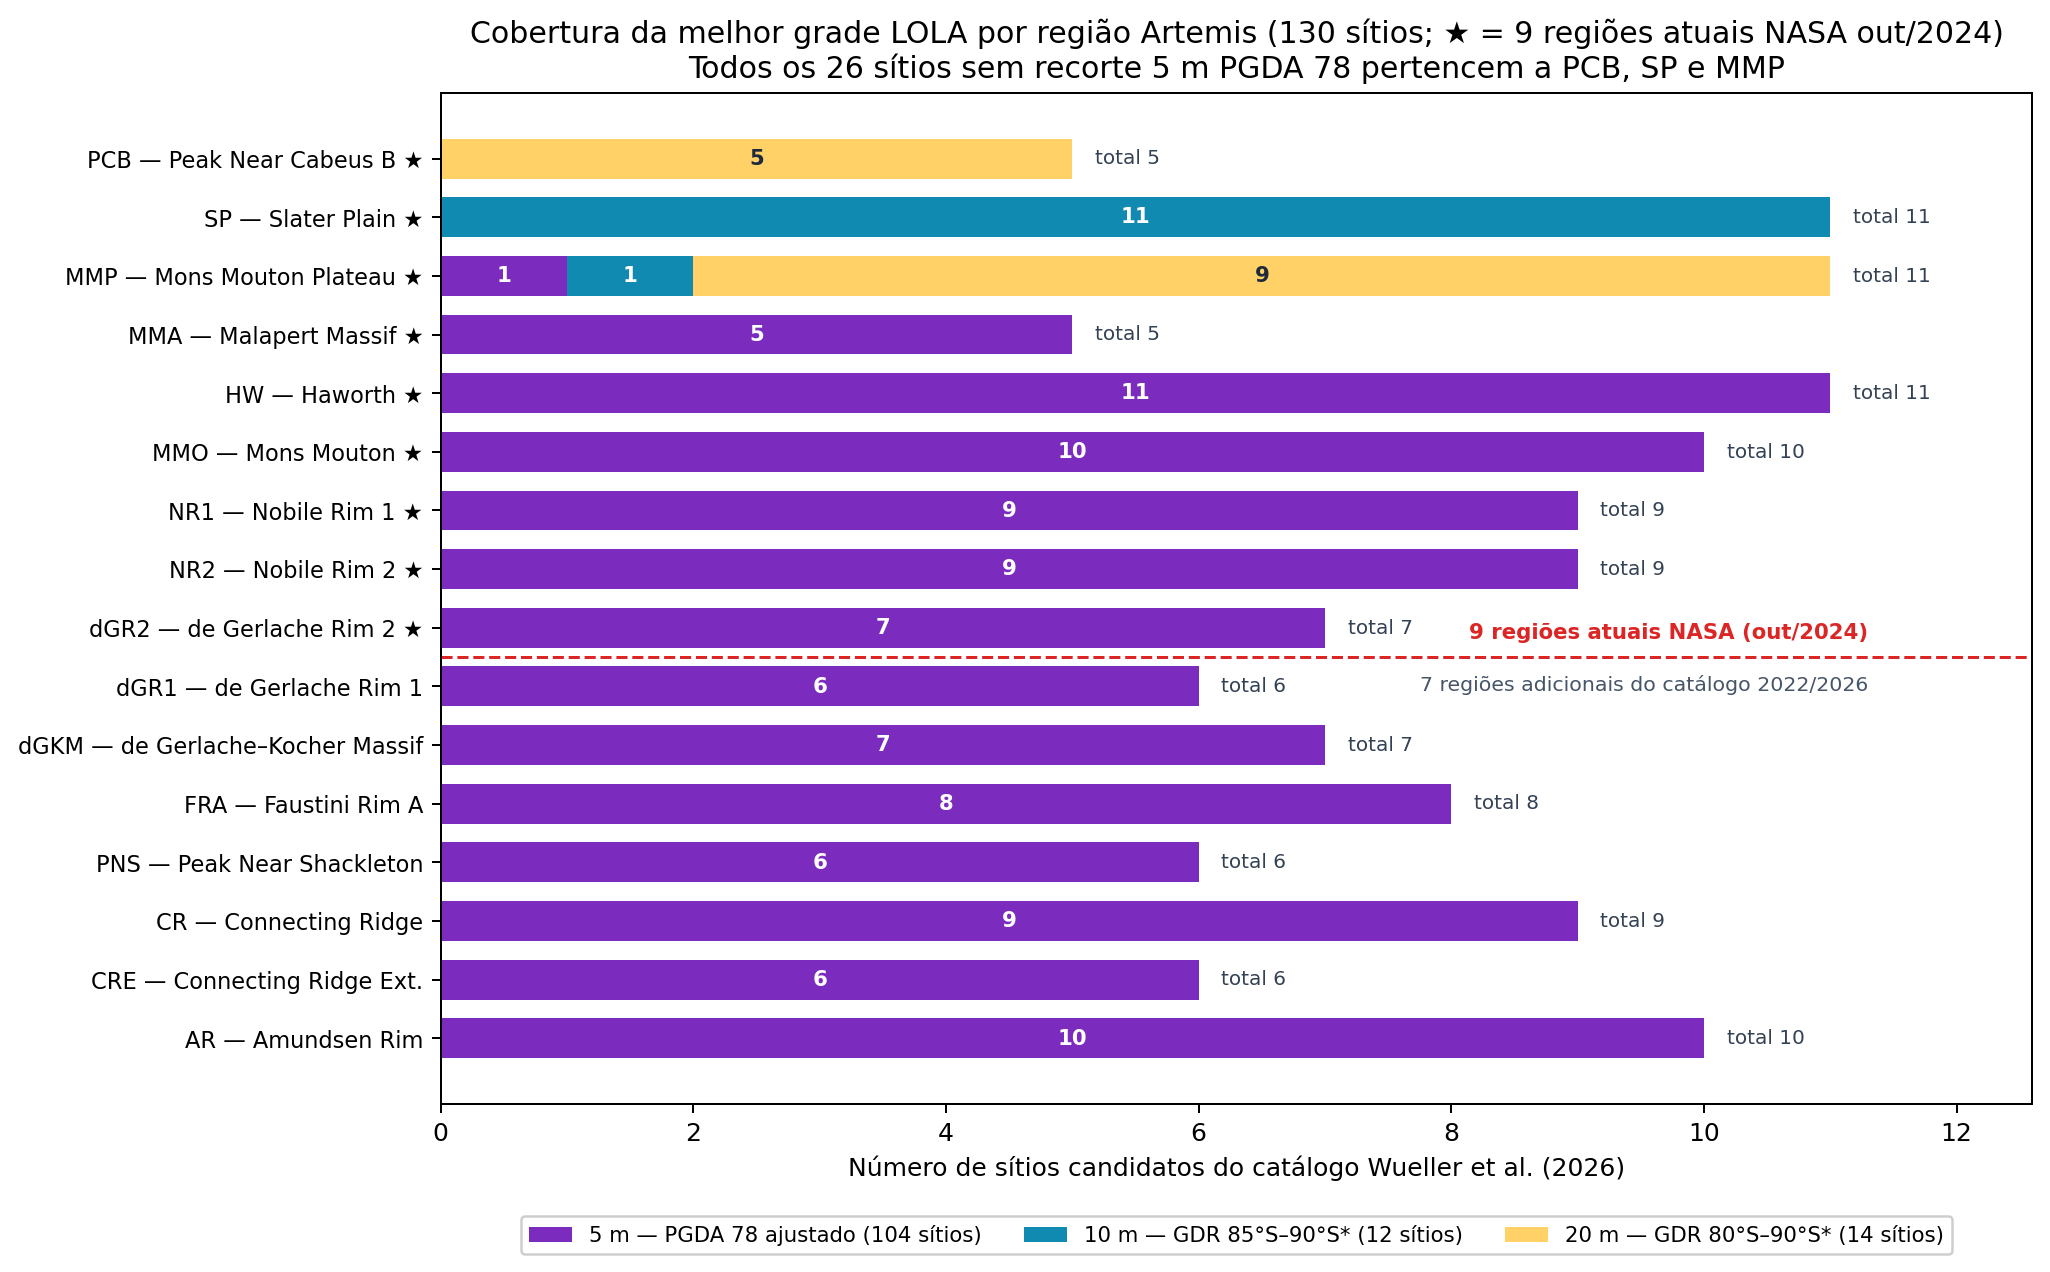 Cobertura da melhor grade LOLA por região Artemis (130 sítios; ★ = 9 regiões atuais NASA out/2024)
Todos os 26 sítios sem recorte 5 m PGDA 78 pertencem a PCB, SP e MMP
PCB — Peak Near Cabeus B ★ 5 total 5
SP — Slater Plain ★ 11 total 11
MMP — Mons Mouton Plateau ★ 1 1 9 total 11
MMA — Malapert Massif ★ 5 total 5
HW — Haworth ★ 11 total 11
MMO — Mons Mouton ★ 10 total 10
NR1 — Nobile Rim 1 ★ 9 total 9
NR2 — Nobile Rim 2 ★ 9 total 9
dGR2 — de Gerlache Rim 2 ★ 7 total 7 9 regiões atuais NASA (out/2024)
dGR1 — de Gerlache Rim 1 6 total 6 7 regiões adicionais do catálogo 2022/2026
dGKM — de Gerlache–Kocher Massif 7 total 7
FRA — Faustini Rim A 8 total 8
PNS — Peak Near Shackleton 6 total 6
CR — Connecting Ridge 9 total 9
CRE — Connecting Ridge Ext. 6 total 6
AR — Amundsen Rim 10 total 10
0 2 4 6 8 10 12
Número de sítios candidatos do catálogo Wueller et al. (2026)
5 m — PGDA 78 ajustado (104 sítios) 10 m — GDR 85°S–90°S* (12 sítios) 20 m — GDR 80°S–90°S* (14 sítios)